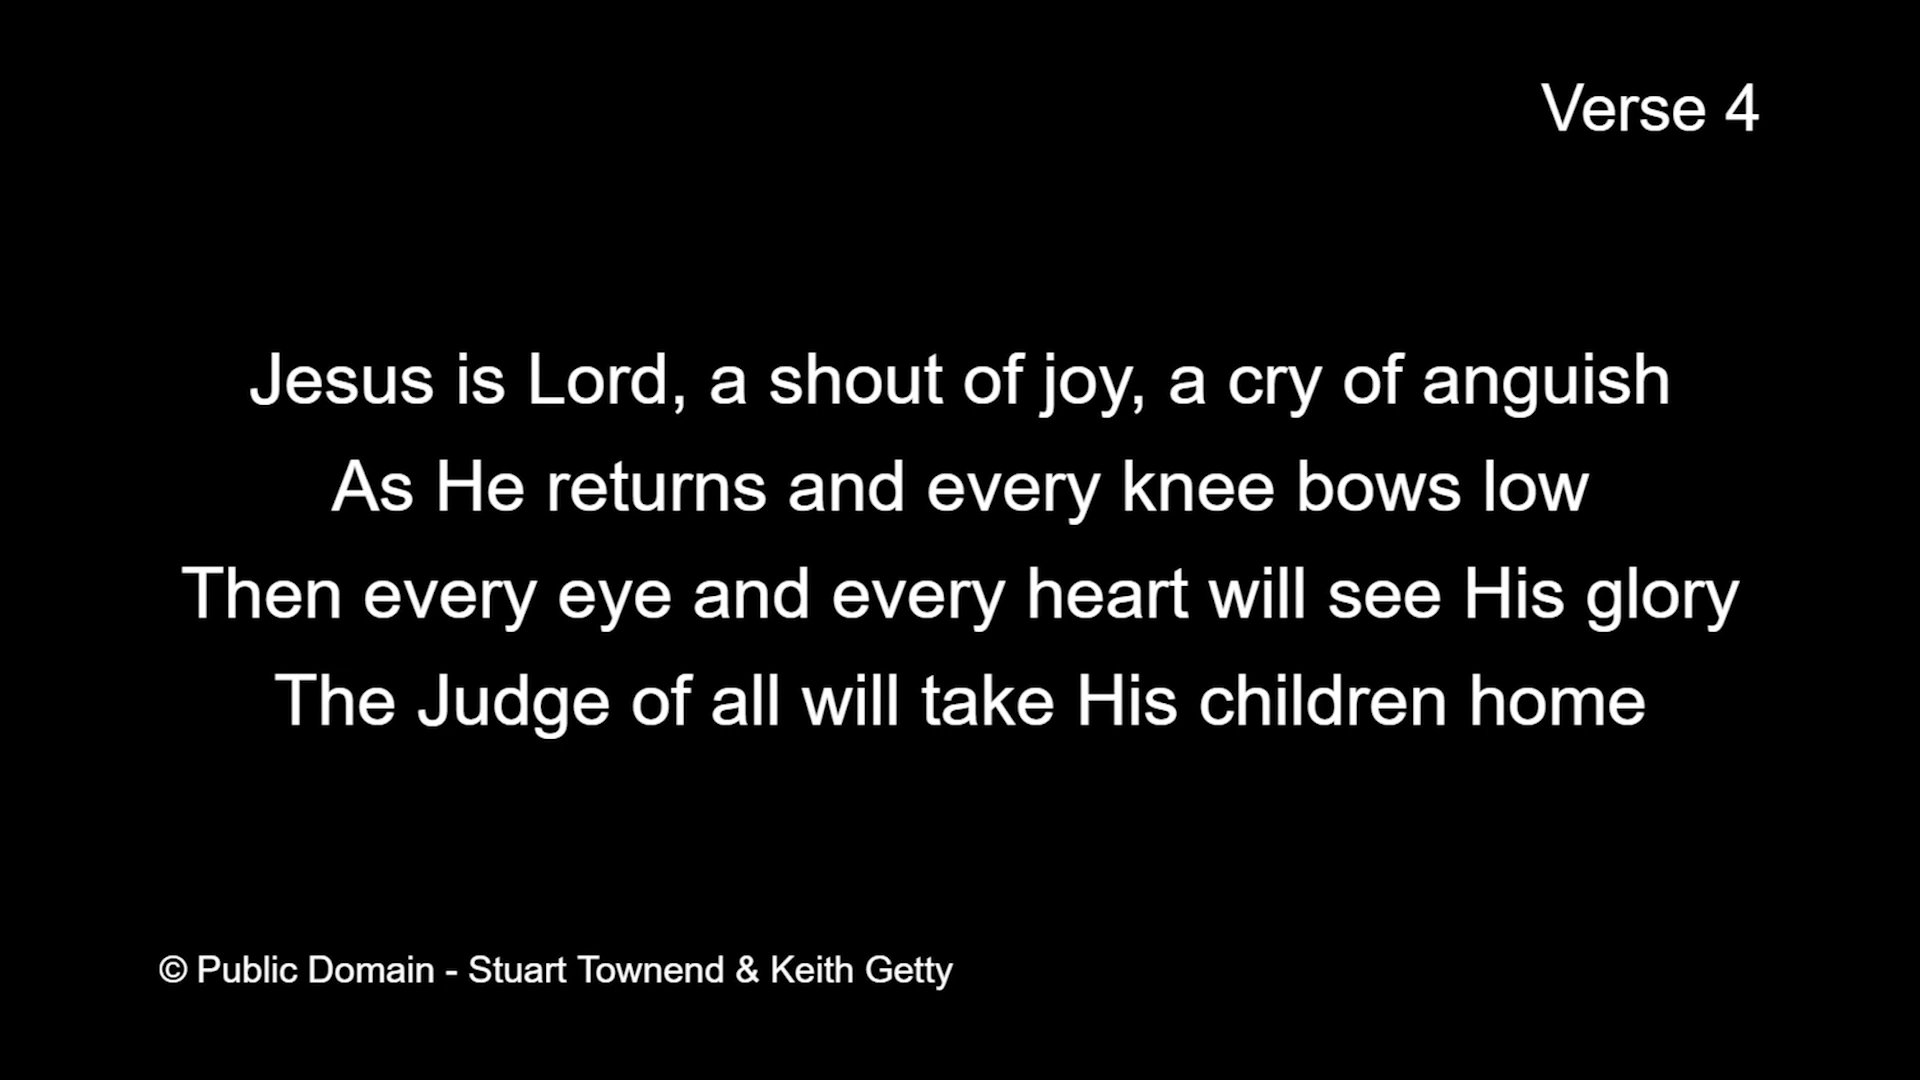 Verse 4
Jesus is Lord, a shout of joy, a cry of anguish
As He returns and every knee bows low
Then every eye and every heart will see His glory
The Judge of all will take His children home
© Public Domain - Stuart Townend & Keith Getty